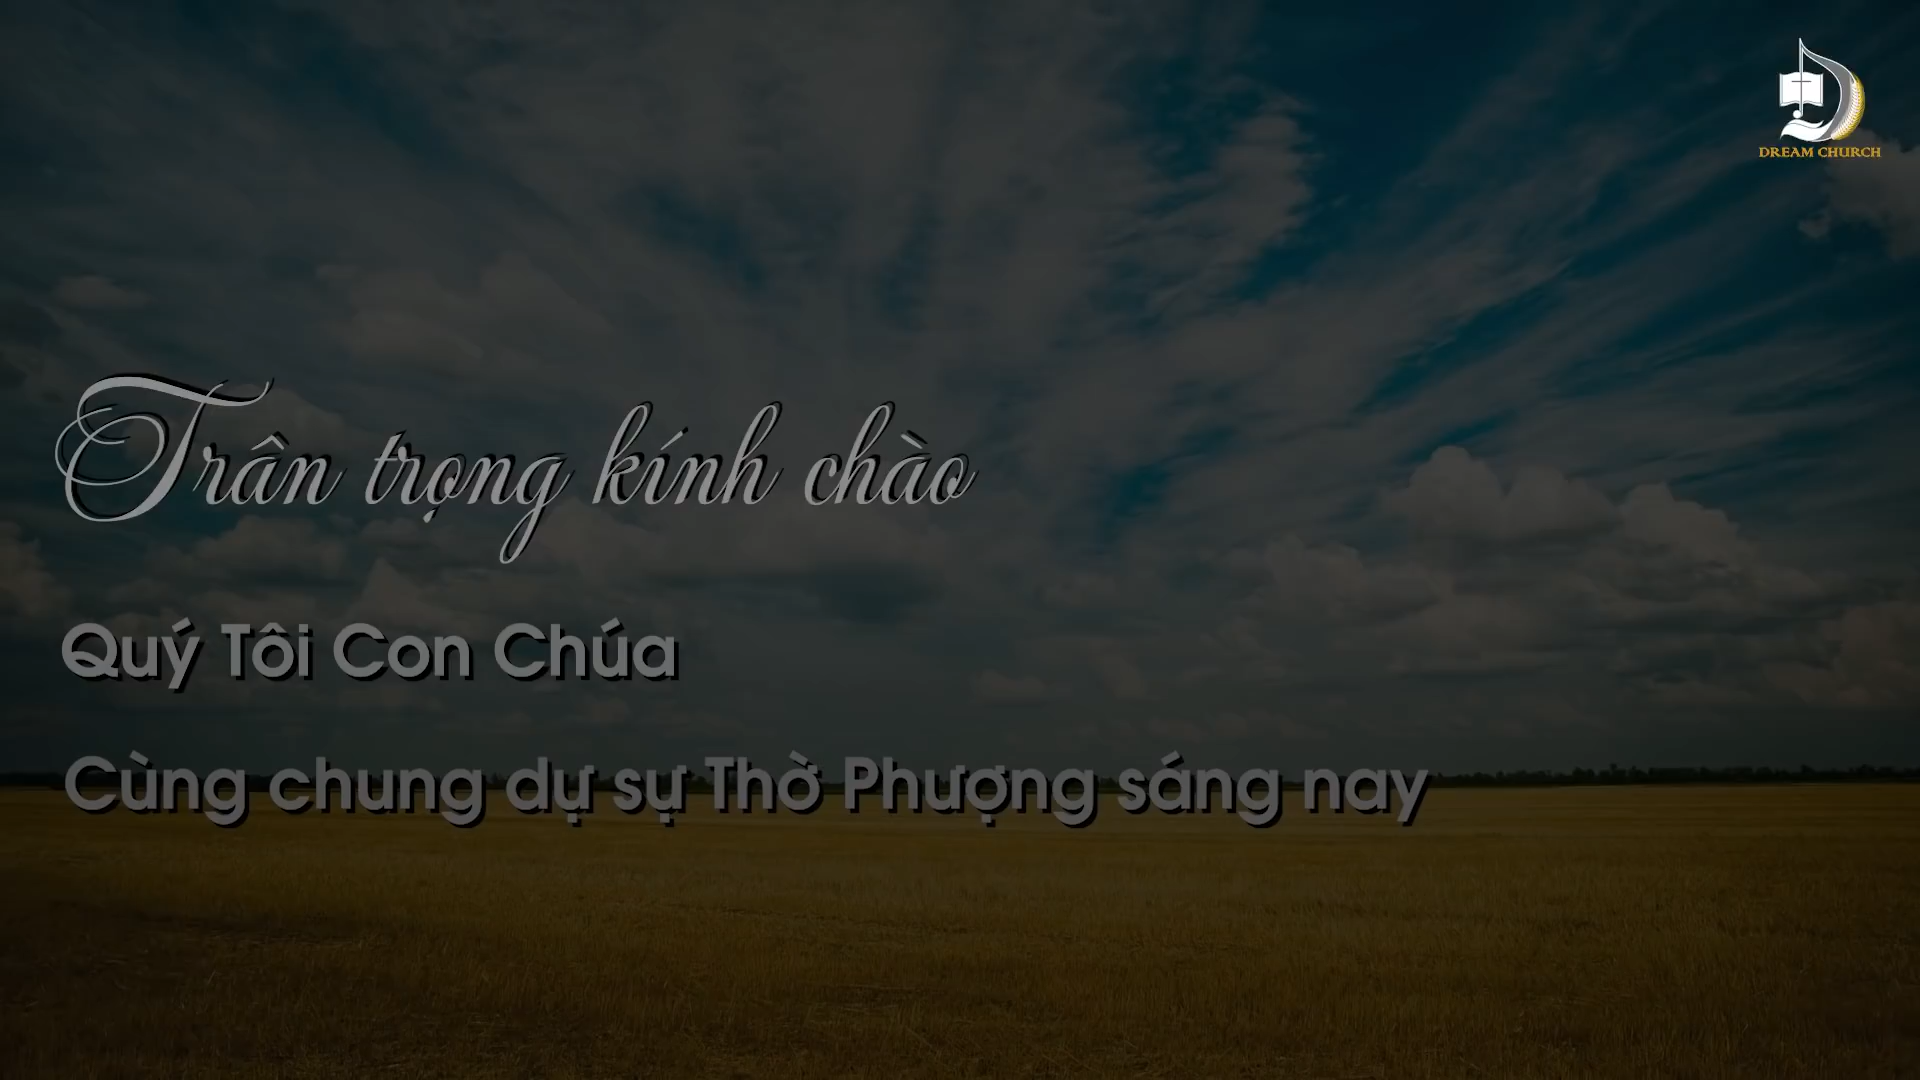 DREAM CHURCH
Trân trọng kính chào
Quý Tôi Con Chúa
Cùng chung dự sự Thờ Phượng sáng nay